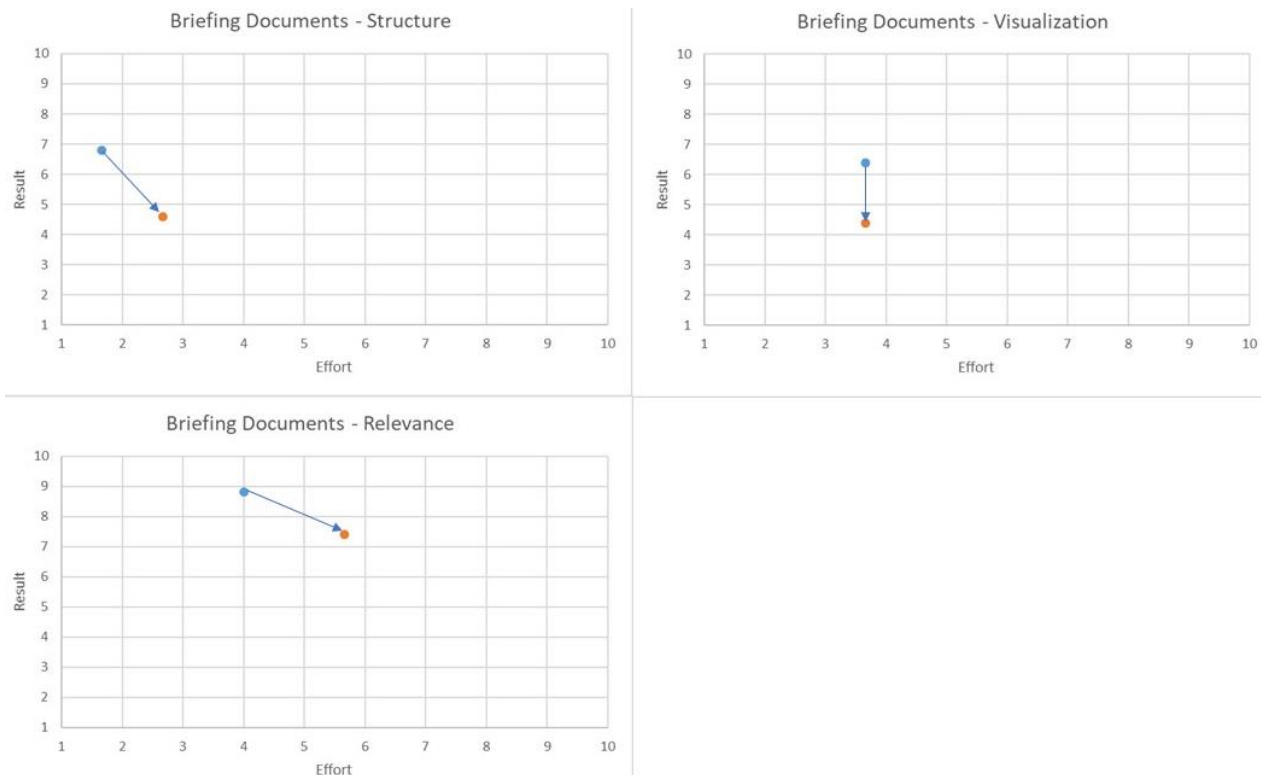 Briefing Documents - Structure
10
9
8
7
6
5
4
3
2
1
Result
1 2 3 4 5 6 7 8 9 10
Effort
Briefing Documents - Visualization
10
9
8
7
6
5
4
3
2
1
Result
1 2 3 4 5 6 7 8 9 10
Effort
Briefing Documents - Relevance
10
9
8
7
6
5
4
3
2
1
Result
1 2 3 4 5 6 7 8 9 10
Effort